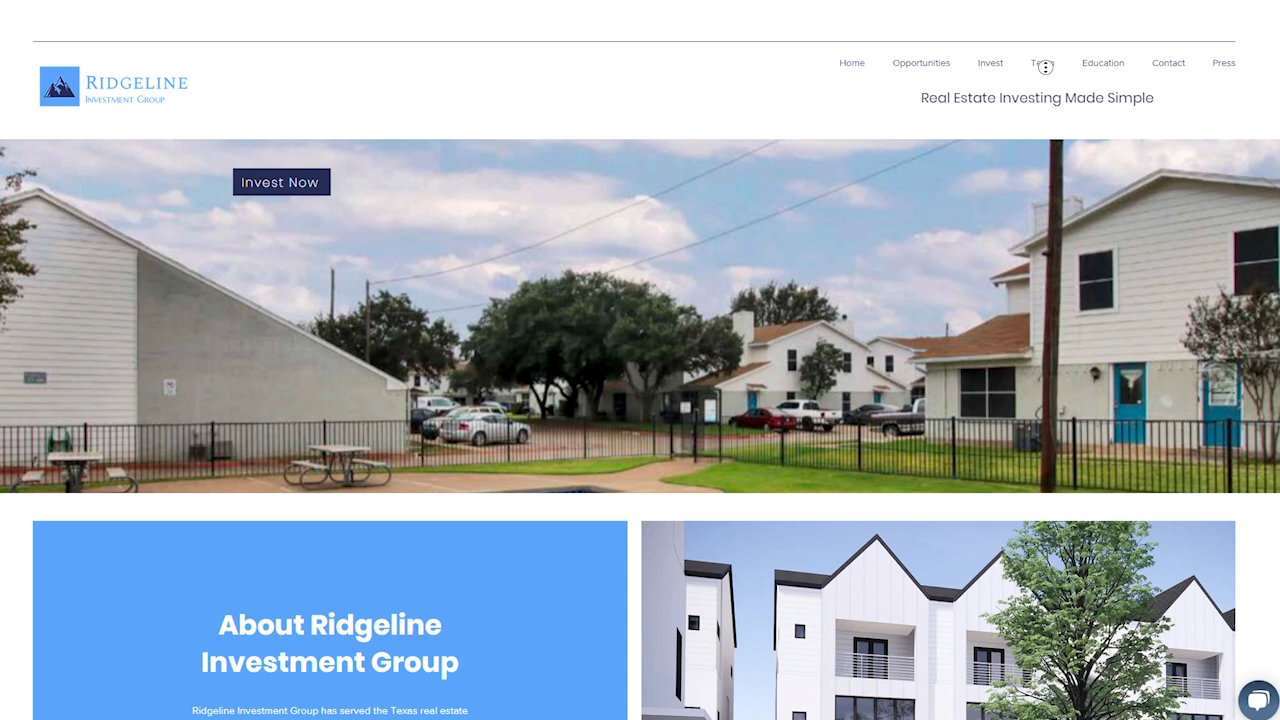 Home Opportunities Invest Education Contact Press
RIDGELINE
INVESTMENT GROUP
Real Estate Investing Made Simple
Invest Now
About Ridgeline
Investment Group
Ridgeline Investment Group has served the Texas real estate